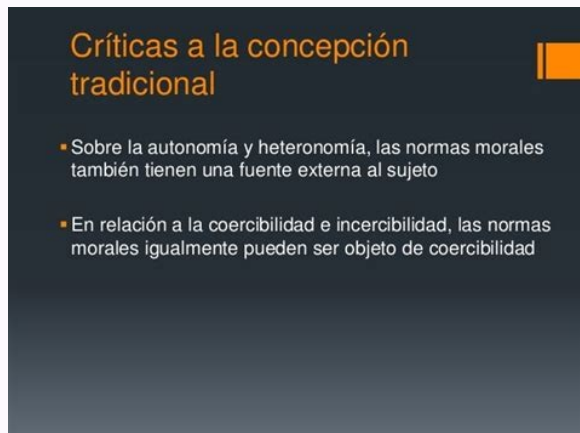 Críticas a la concepción
tradicional
▪ Sobre la autonomía y heteronomía, las normas morales
también tienen una fuente externa al sujeto
▪ En relación a la coercibilidad e incercibilidad, las normas
morales igualmente pueden ser objeto de coercibilidad